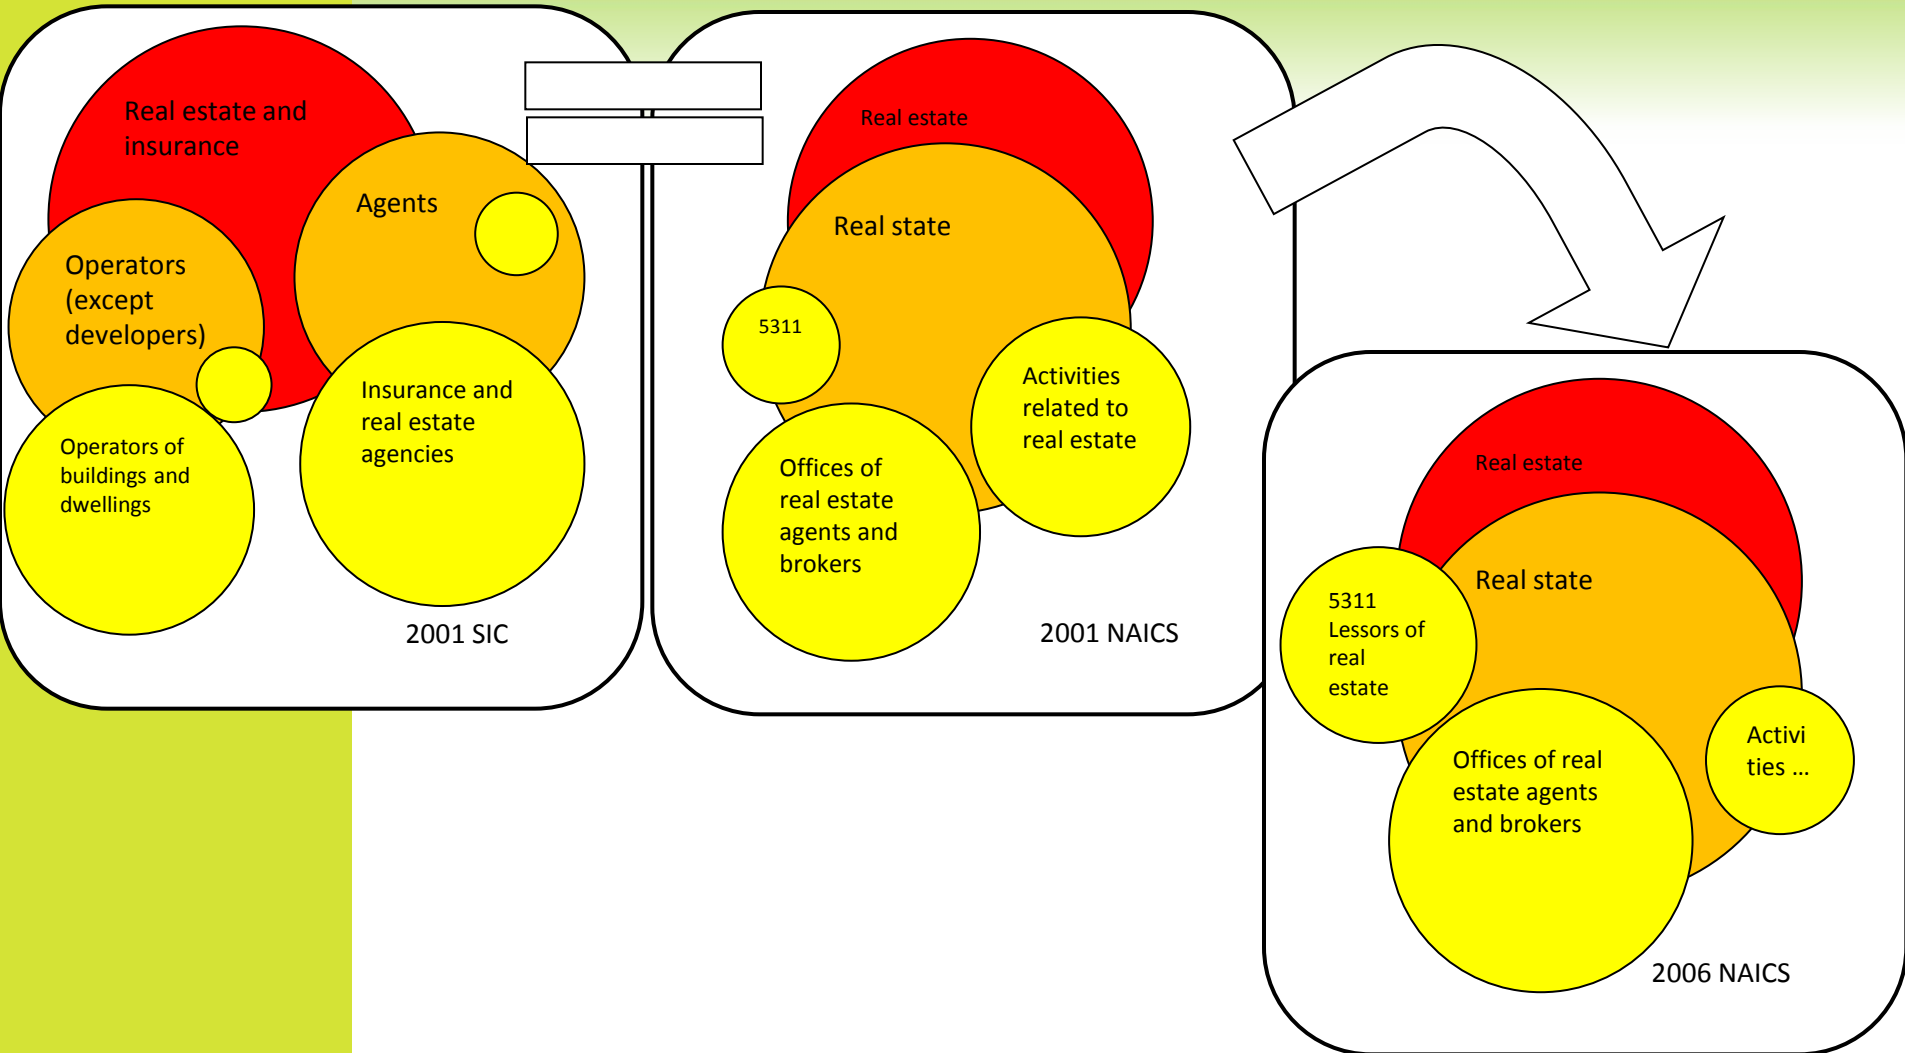 Real estate and
insurance
Agents
Operators
(except
developers)
Operators of
buildings and
dwellings
Insurance and
real estate
agencies
2001 SIC
Real estate
Real state
5311
Activities
related to
real estate
Offices of
real estate
agents and
brokers
2001 NAICS
Real estate
Real state
5311
Lessors of
real
estate
Offices of real
estate agents
and brokers
Activi
ties ...
2006 NAICS